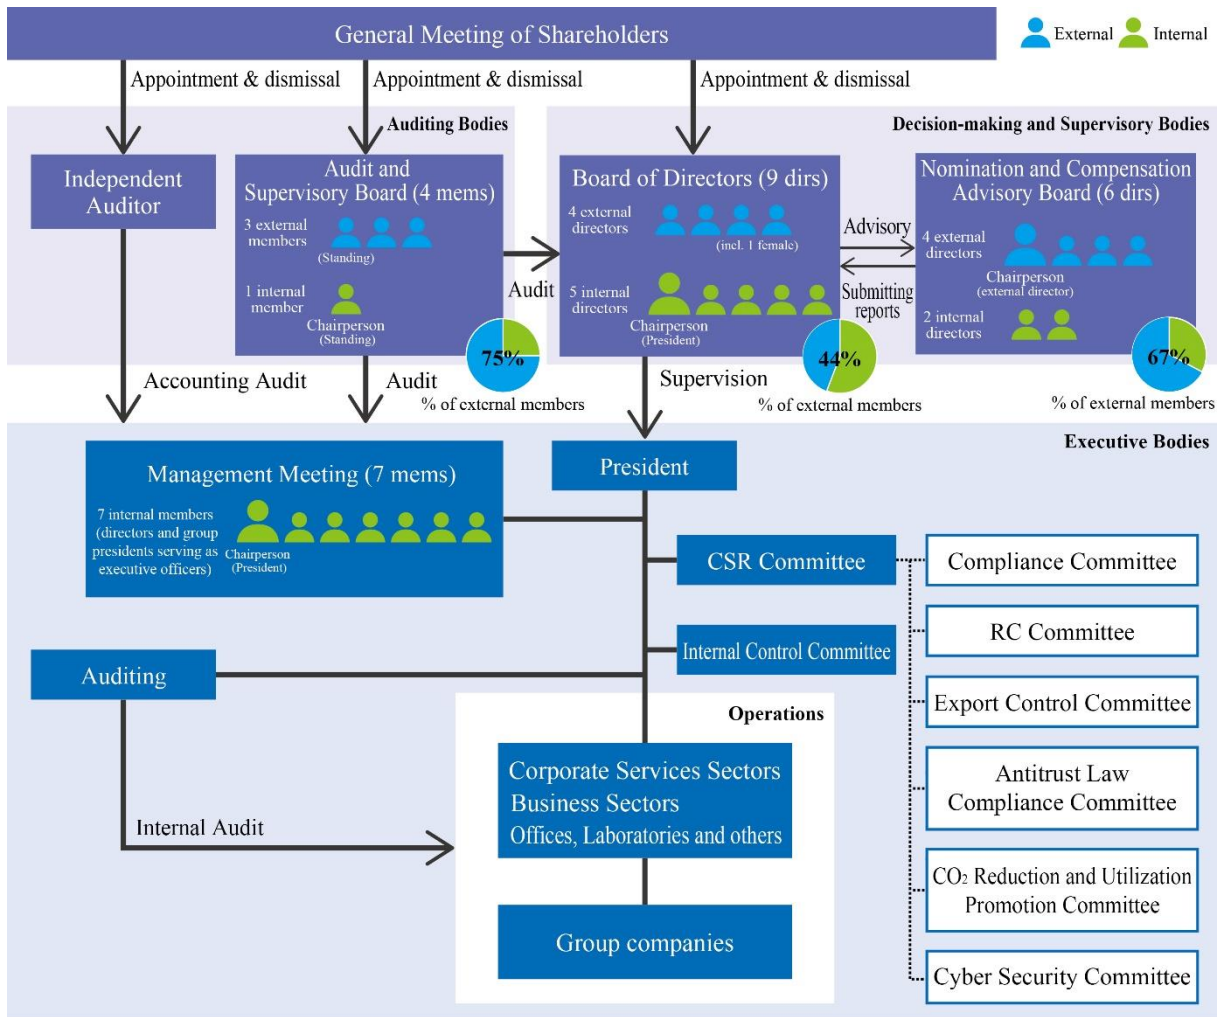 General Meeting of Shareholders
External
Internal
Appointment & dismissal
Appointment & dismissal
Appointment & dismissal
Auditing Bodies
Decision-making and Supervisory Bodies
Independent
Auditor
Audit and
Supervisory Board (4 mems)
3 external
members
(Standing)
1 internal
member
Chairperson
(Standing)
75%
% of external members
Audit
Board of Directors (9 dirs)
4 external
directors
(incl. 1 female)
5 internal
directors
Chairperson
(President)
44%
% of external members
Advisory
Submitting
reports
Nomination and Compensation
Advisory Board (6 dirs)
4 external
directors
Chairperson
(external director)
2 internal
directors
67%
% of external members
Accounting Audit
Audit
Supervision
Executive Bodies
Management Meeting (7 mems)
7 internal members
(directors and group
presidents serving as
executive officers)
Chairperson
(President)
President
CSR Committee
Internal Control Committee
Compliance Committee
RC Committee
Export Control Committee
Antitrust Law
Compliance Committee
CO₂ Reduction and Utilization
Promotion Committee
Cyber Security Committee
Auditing
Internal Audit
Operations
Corporate Services Sectors
Business Sectors
Offices, Laboratories and others
Group companies